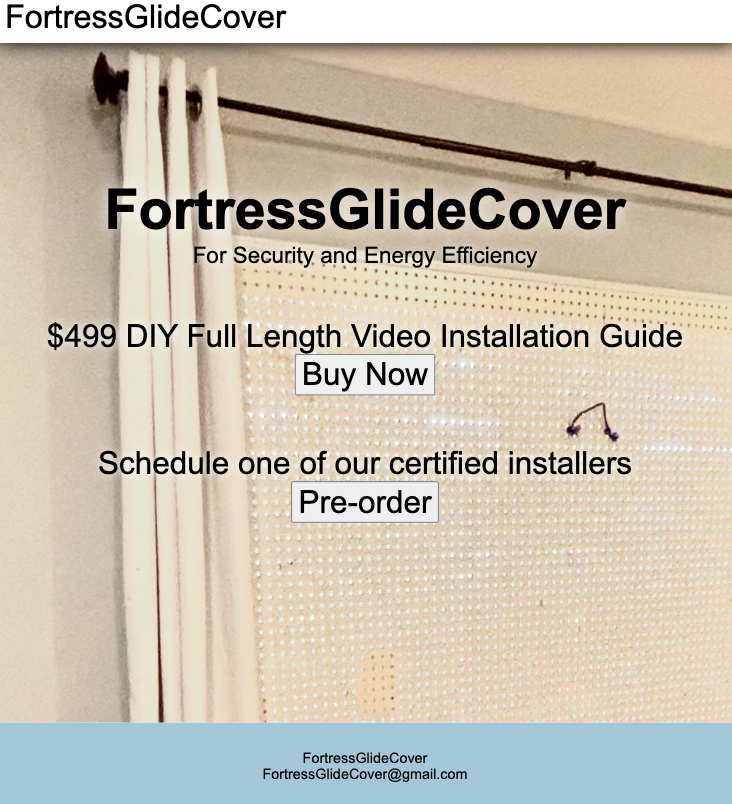 FortressGlideCover
FortressGlideCover
For Security and Energy Efficiency
$499 DIY Full Length Video Installation Guide
Buy Now
Schedule one of our certified installers
Pre-order
FortressGlideCover
FortressGlideCover@gmail.com